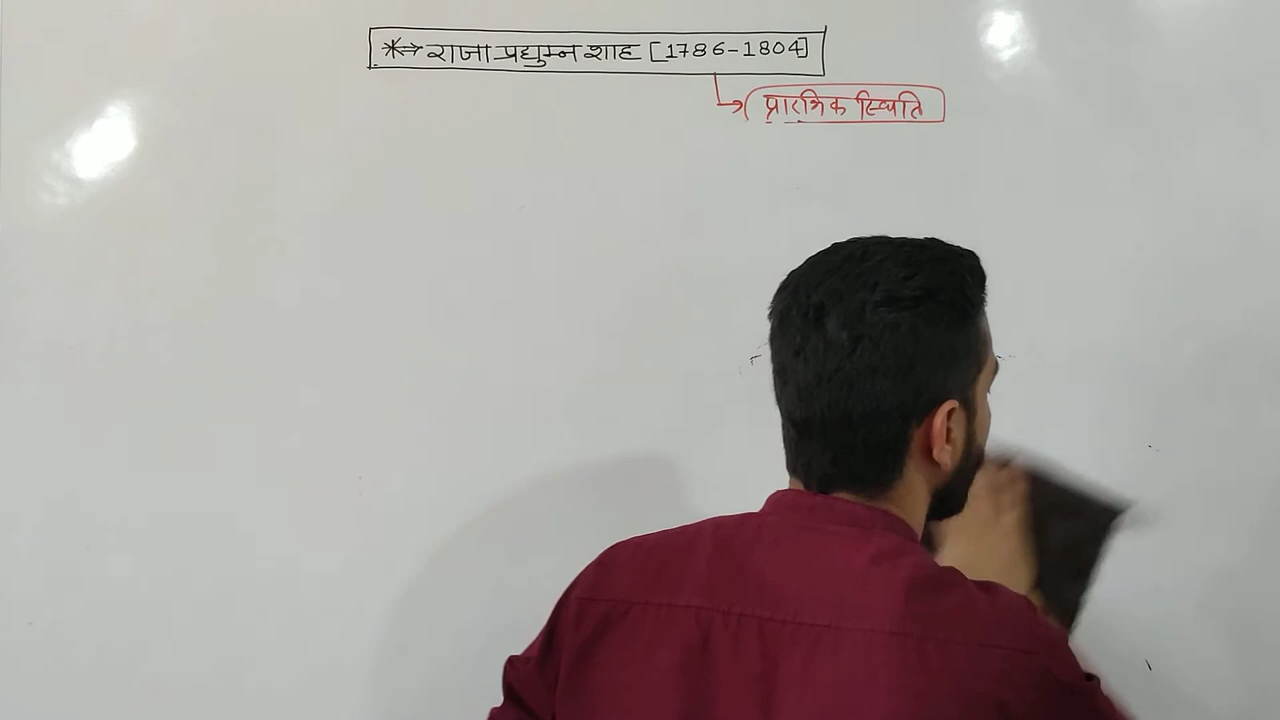 *→ राजा प्रद्युम्न शाह [1786-1804]
प्रारंभिक स्थिति